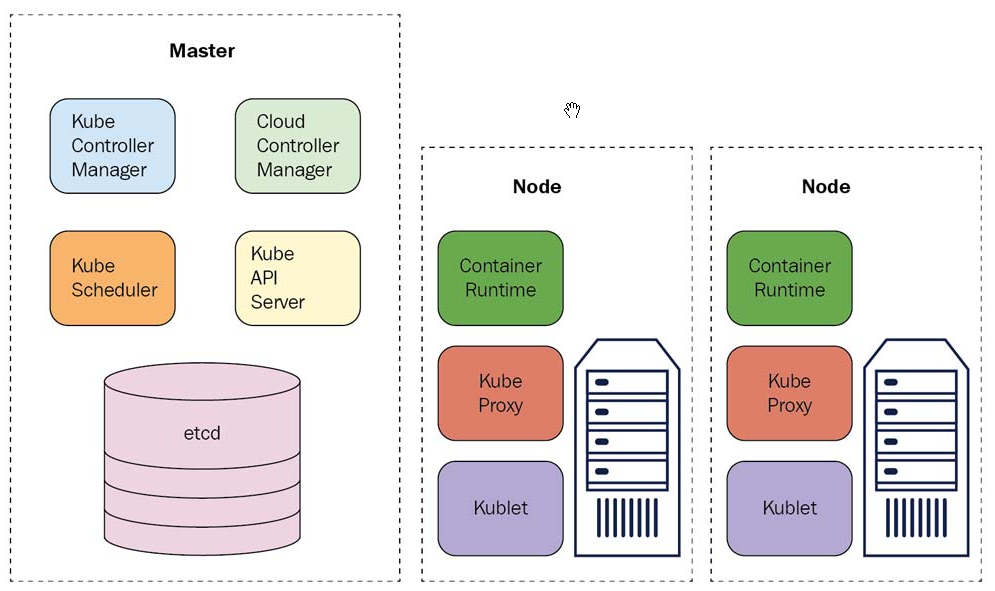 Master
Kube
Controller
Manager
Cloud
Controller
Manager
Kube
Scheduler
Kube
API
Server
etcd
Node
Container
Runtime
Kube
Proxy
Kublet
Node
Container
Runtime
Kube
Proxy
Kublet